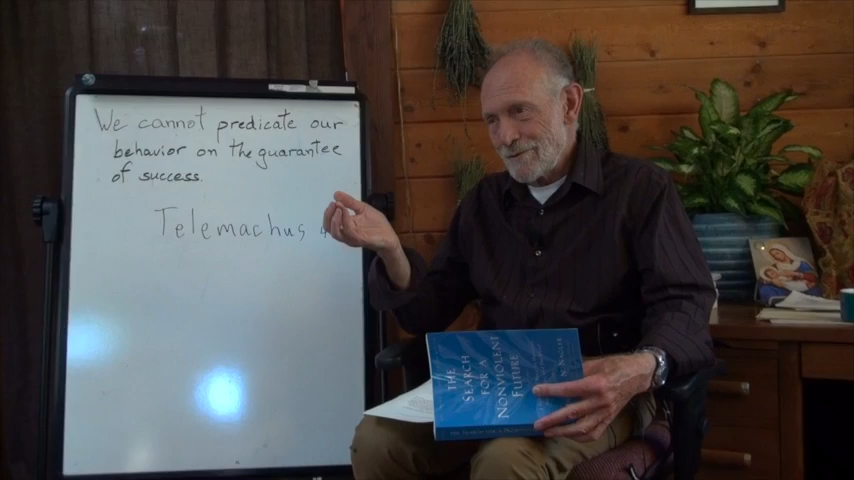 We cannot predicate our
behavior on the guarantee
of success.
Telemachus
THE
SEARCH
FOR A
NONVIOLENT
FUTURE